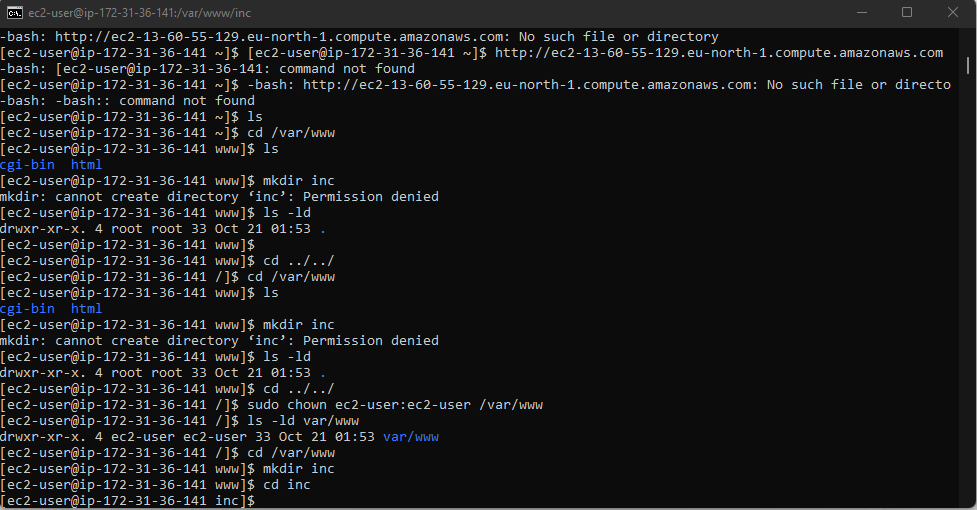 ec2-user@ip-172-31-36-141:/var/www/inc
-bash: http://ec2-13-60-55-129.eu-north-1.compute.amazonaws.com: No such file or directory
[ec2-user@ip-172-31-36-141 ~]$ [ec2-user@ip-172-31-36-141 ~]$ http://ec2-13-60-55-129.eu-north-1.compute.amazonaws.com
-bash: [ec2-user@ip-172-31-36-141: command not found
[ec2-user@ip-172-31-36-141 ~]$ -bash: http://ec2-13-60-55-129.eu-north-1.compute.amazonaws.com: No such file or directo
-bash: -bash:: command not found
[ec2-user@ip-172-31-36-141 ~]$ ls
[ec2-user@ip-172-31-36-141 ~]$ cd /var/www
[ec2-user@ip-172-31-36-141 www]$ ls
cgi-bin  html
[ec2-user@ip-172-31-36-141 www]$ mkdir inc
mkdir: cannot create directory ‘inc’: Permission denied
[ec2-user@ip-172-31-36-141 www]$ ls -ld
drwxr-xr-x. 4 root root 33 Oct 21 01:53 .
[ec2-user@ip-172-31-36-141 www]$
[ec2-user@ip-172-31-36-141 www]$ cd ../../
[ec2-user@ip-172-31-36-141 /]$ cd /var/www
[ec2-user@ip-172-31-36-141 www]$ ls
cgi-bin  html
[ec2-user@ip-172-31-36-141 www]$ mkdir inc
mkdir: cannot create directory ‘inc’: Permission denied
[ec2-user@ip-172-31-36-141 www]$ ls -ld
drwxr-xr-x. 4 root root 33 Oct 21 01:53 .
[ec2-user@ip-172-31-36-141 www]$ cd ../../
[ec2-user@ip-172-31-36-141 /]$ sudo chown ec2-user:ec2-user /var/www
[ec2-user@ip-172-31-36-141 /]$ ls -ld var/www
drwxr-xr-x. 4 ec2-user ec2-user 33 Oct 21 01:53 var/www
[ec2-user@ip-172-31-36-141 /]$ cd /var/www
[ec2-user@ip-172-31-36-141 www]$ mkdir inc
[ec2-user@ip-172-31-36-141 www]$ cd inc
[ec2-user@ip-172-31-36-141 inc]$